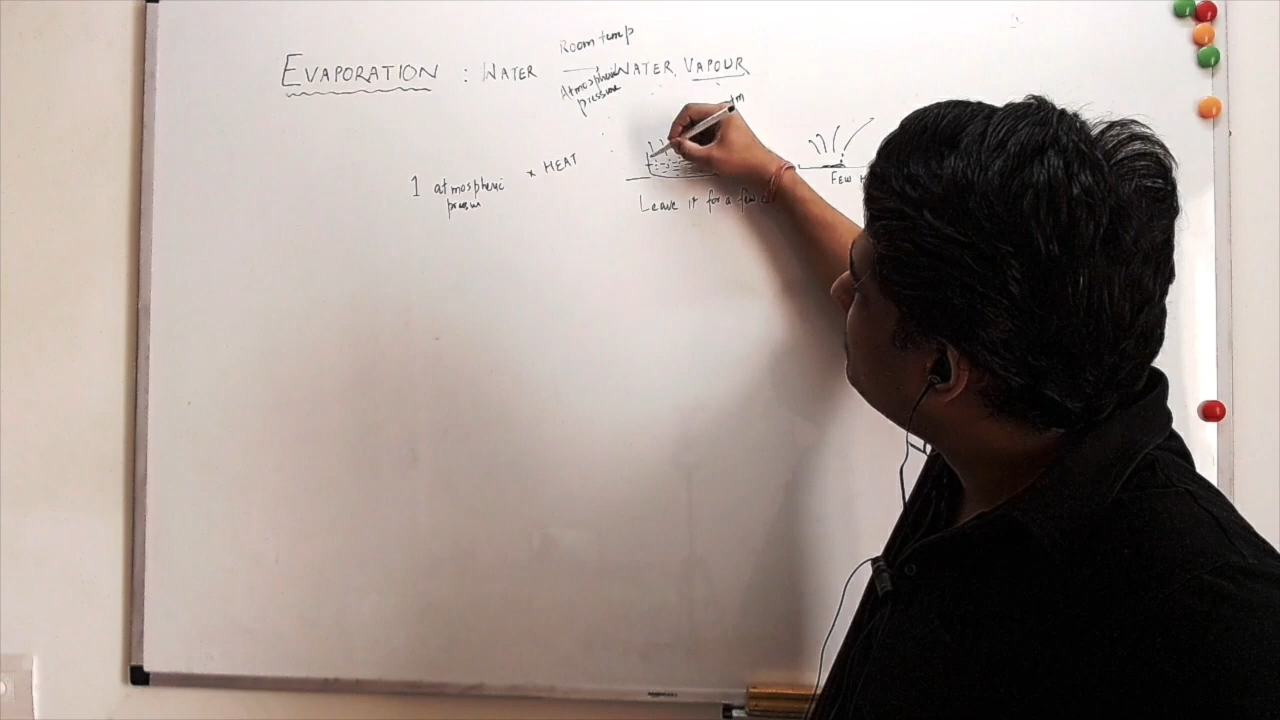 Room temp
EVAPORATION : WATER WATER VAPOUR
Atmospheric
pressure
1 atmospheric
pressure
x HEAT
Few
Leave it for a few